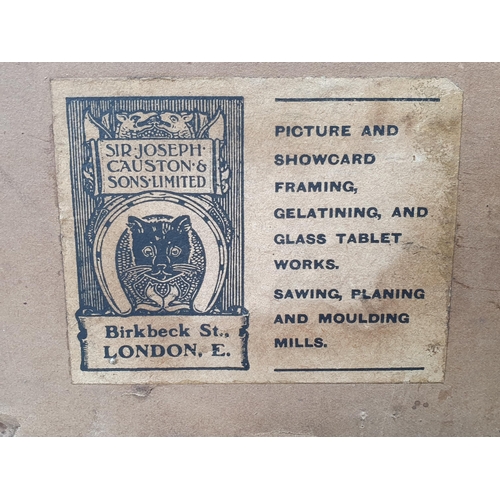 SIR·JOSEPH·
CAUSTON·&
SONS·LIMITED
Birkbeck St.,
LONDON, E.
PICTURE AND
SHOWCARD
FRAMING,
GELATINING, AND
GLASS TABLET
WORKS.
SAWING, PLANING
AND MOULDING
MILLS.